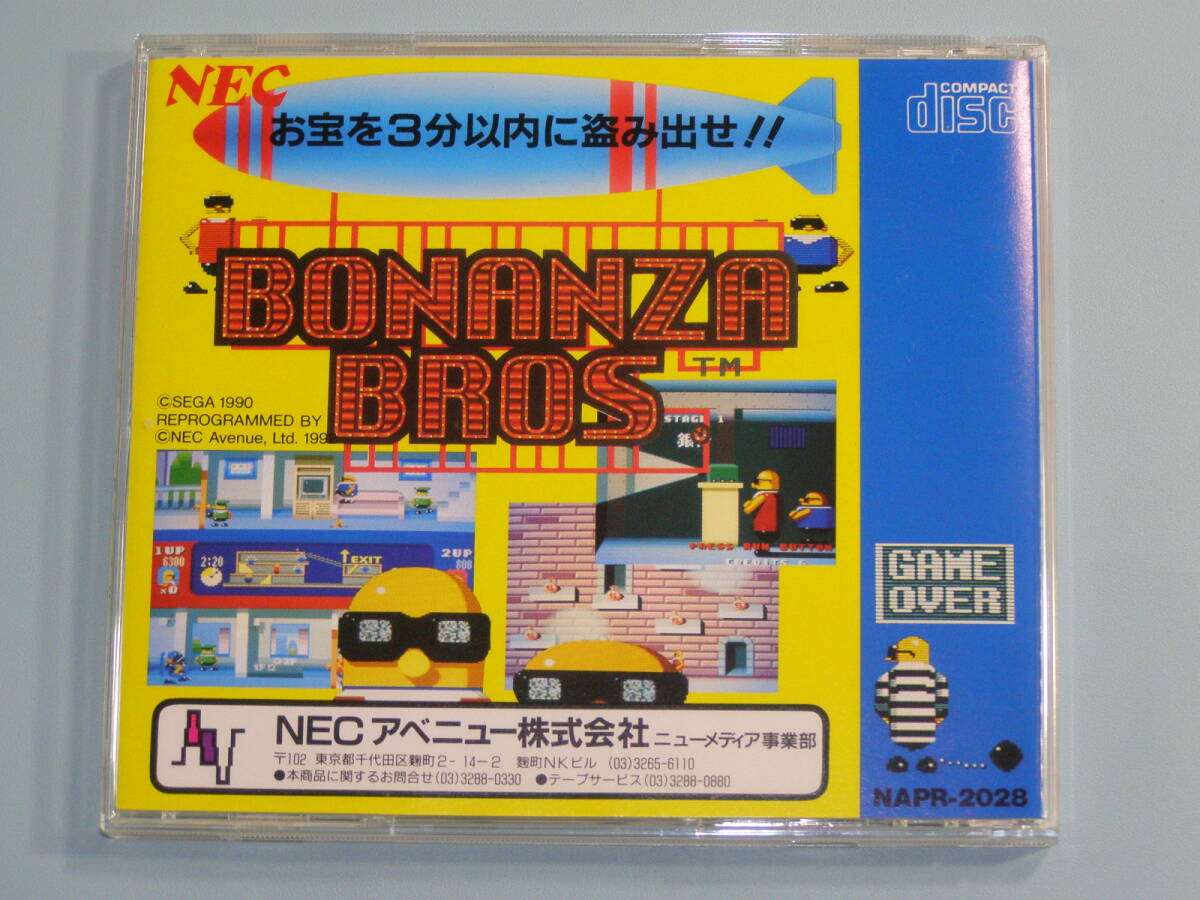 NEC
お宝を3分以内に盗み出せ!!
COMPACT
disc
BONANZA
BROS
TM
©SEGA 1990
REPROGRAMMED BY
©NEC Avenue, Ltd. 199
STAGE 1
PRESS RUN BUTTON
1UP
6300
×0
2:20
EXIT
2UP
800
GAME
OVER
NECアベニュー株式会社 ニューメディア事業部
〒102 東京都千代田区麹町2-14-2 麹町NKビル (03)3265-6110
●本商品に関するお問合せ(03)3288-0330 ●テープサービス(03)3288-0880
NAPR-2028